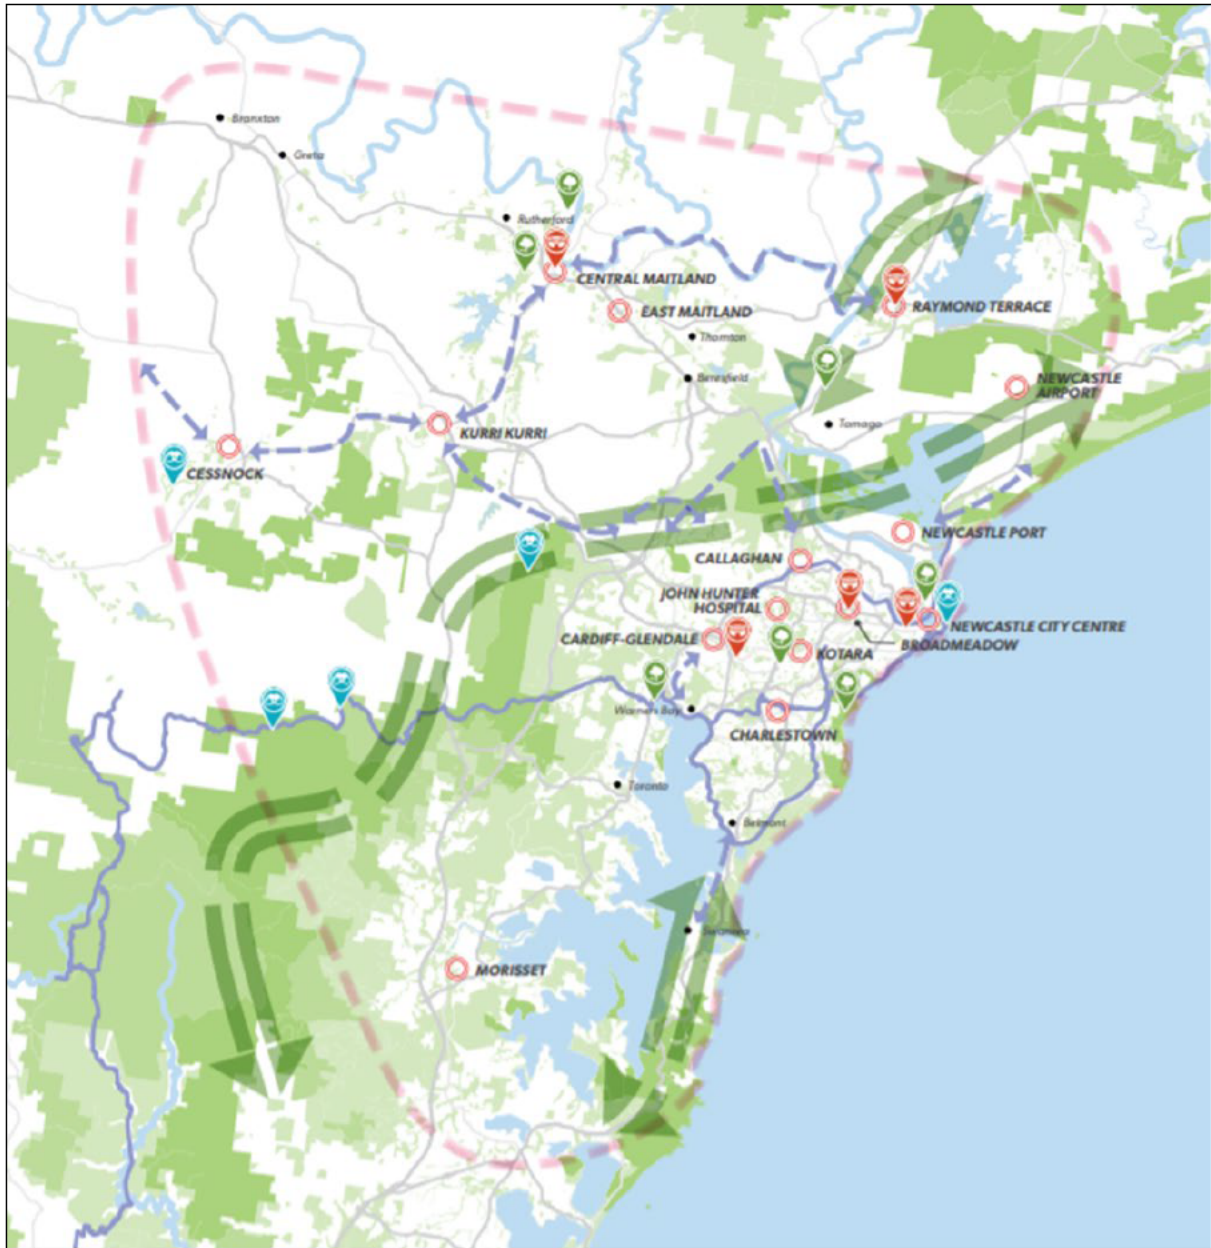 Branxton
Greta
Rutherford
CENTRAL MAITLAND
EAST MAITLAND
RAYMOND TERRACE
Thornton
Beresfield
NEWCASTLE
AIRPORT
Tomago
KURRI KURRI
CESSNOCK
NEWCASTLE PORT
CALLAGHAN
JOHN HUNTER
HOSPITAL
NEWCASTLE CITY CENTRE
CARDIFF-GLENDALE
BROADMEADOW
KOTARA
Warners Bay
CHARLESTOWN
Toronto
Belmont
Swansea
MORISSET